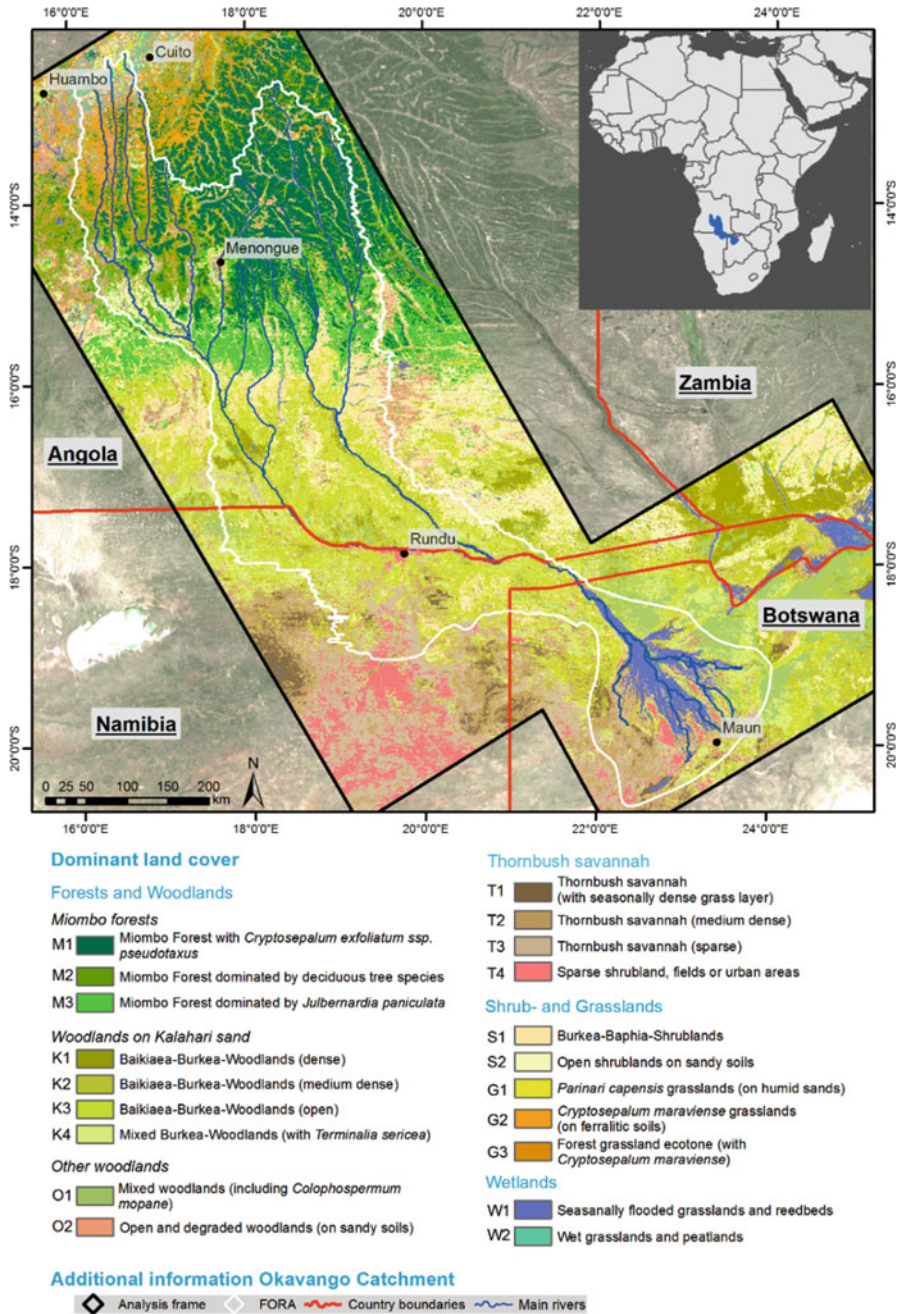 16°0'0"E 18°0'0"E 20°0'0"E 22°0'0"E 24°0'0"E
Cuito
Huambo
14°0'0"S
14°0'0"S
Menongue
16°0'0"S
16°0'0"S
Zambia
Angola
Rundu
18°0'0"S
18°0'0"S
Botswana
Namibia
Maun
20°0'0"S
20°0'0"S
N
0 25 50 100 150 200
km
16°0'0"E 18°0'0"E 20°0'0"E 22°0'0"E 24°0'0"E
Dominant land cover
Forests and Woodlands
Miombo forests
M1 Miombo Forest with Cryptosepalum exfoliatum ssp.
pseudotaxus
M2 Miombo Forest dominated by deciduous tree species
M3 Miombo Forest dominated by Julbernardia paniculata
Woodlands on Kalahari sand
K1 Baikiaea-Burkea-Woodlands (dense)
K2 Baikiaea-Burkea-Woodlands (medium dense)
K3 Baikiaea-Burkea-Woodlands (open)
K4 Mixed Burkea-Woodlands (with Terminalia sericea)
Other woodlands
O1 Mixed woodlands (including Colophospermum
mopane)
O2 Open and degraded woodlands (on sandy soils)
Thornbush savannah
T1 Thornbush savannah
(with seasonally dense grass layer)
T2 Thornbush savannah (medium dense)
T3 Thornbush savannah (sparse)
T4 Sparse shrubland, fields or urban areas
Shrub- and Grasslands
S1 Burkea-Baphia-Shrublands
S2 Open shrublands on sandy soils
G1 Parinari capensis grasslands (on humid sands)
G2 Cryptosepalum maraviense grasslands
(on ferralitic soils)
G3 Forest grassland ecotone (with
Cryptosepalum maraviense)
Wetlands
W1 Seasanally flooded grasslands and reedbeds
W2 Wet grasslands and peatlands
Additional information Okavango Catchment
Analysis frame FORA Country boundaries Main rivers